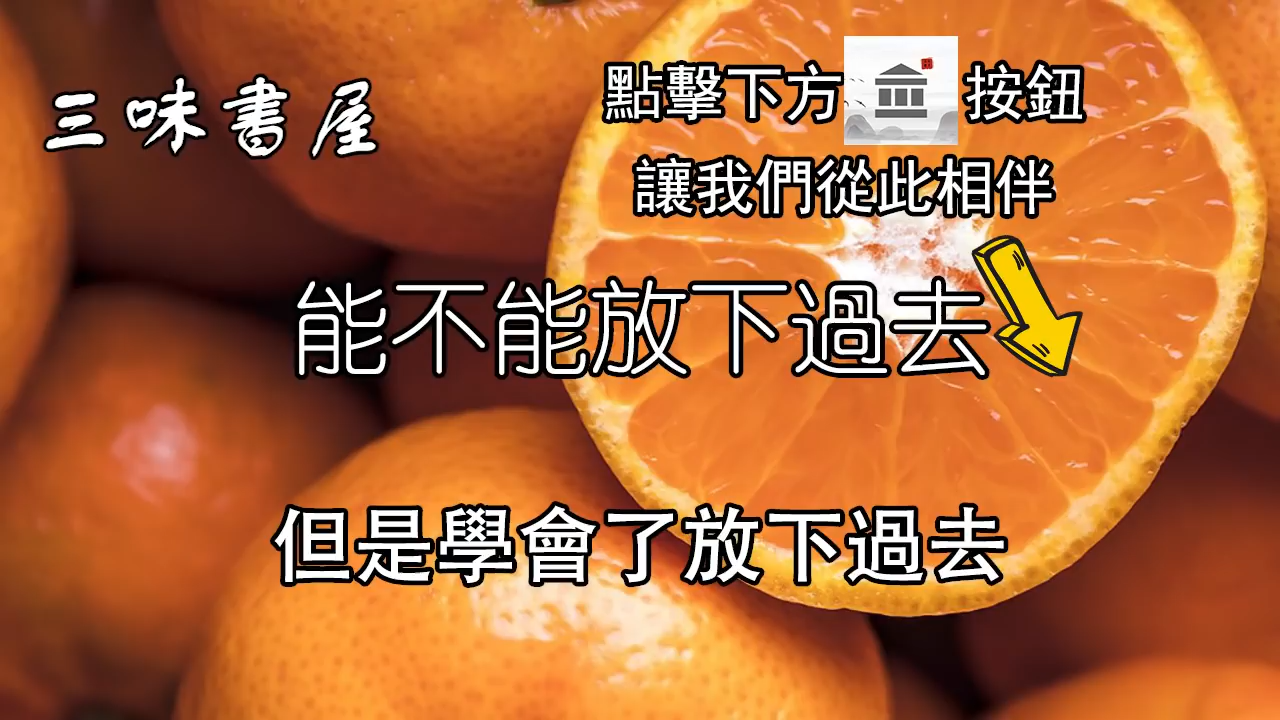 三味書屋
點擊下方 按鈕
讓我們從此相伴
能不能放下過去
但是學會了放下過去